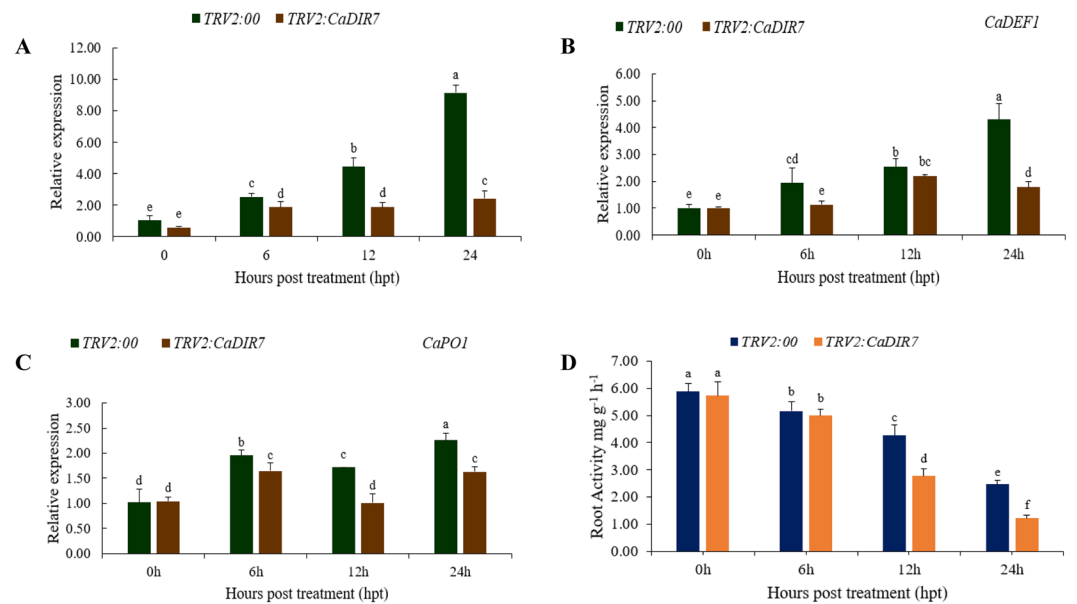 A
TRV2:00 TRV2:CaDIR7
12.00
10.00
8.00
6.00
4.00
2.00
0.00
Relative expression
e e c d b d a c
0 6 12 24
Hours post treatment (hpt)
B
TRV2:00 TRV2:CaDIR7 CaDEF1
6.00
5.00
4.00
3.00
2.00
1.00
0.00
Relative expression
e e cd e b bc a d
0h 6h 12h 24h
Hours post treatment (hpt)
C
TRV2:00 TRV2:CaDIR7 CaPO1
3.00
2.50
2.00
1.50
1.00
0.50
0.00
Relative expression
d d b c c d a c
0h 6h 12h 24h
Hours post treatment (hpt)
D
TRV2:00 TRV2:CaDIR7
7.00
6.00
5.00
4.00
3.00
2.00
1.00
0.00
Root Activity mg g⁻¹ h⁻¹
a a b b c d e f
0h 6h 12h 24h
Hours post treatment (hpt)